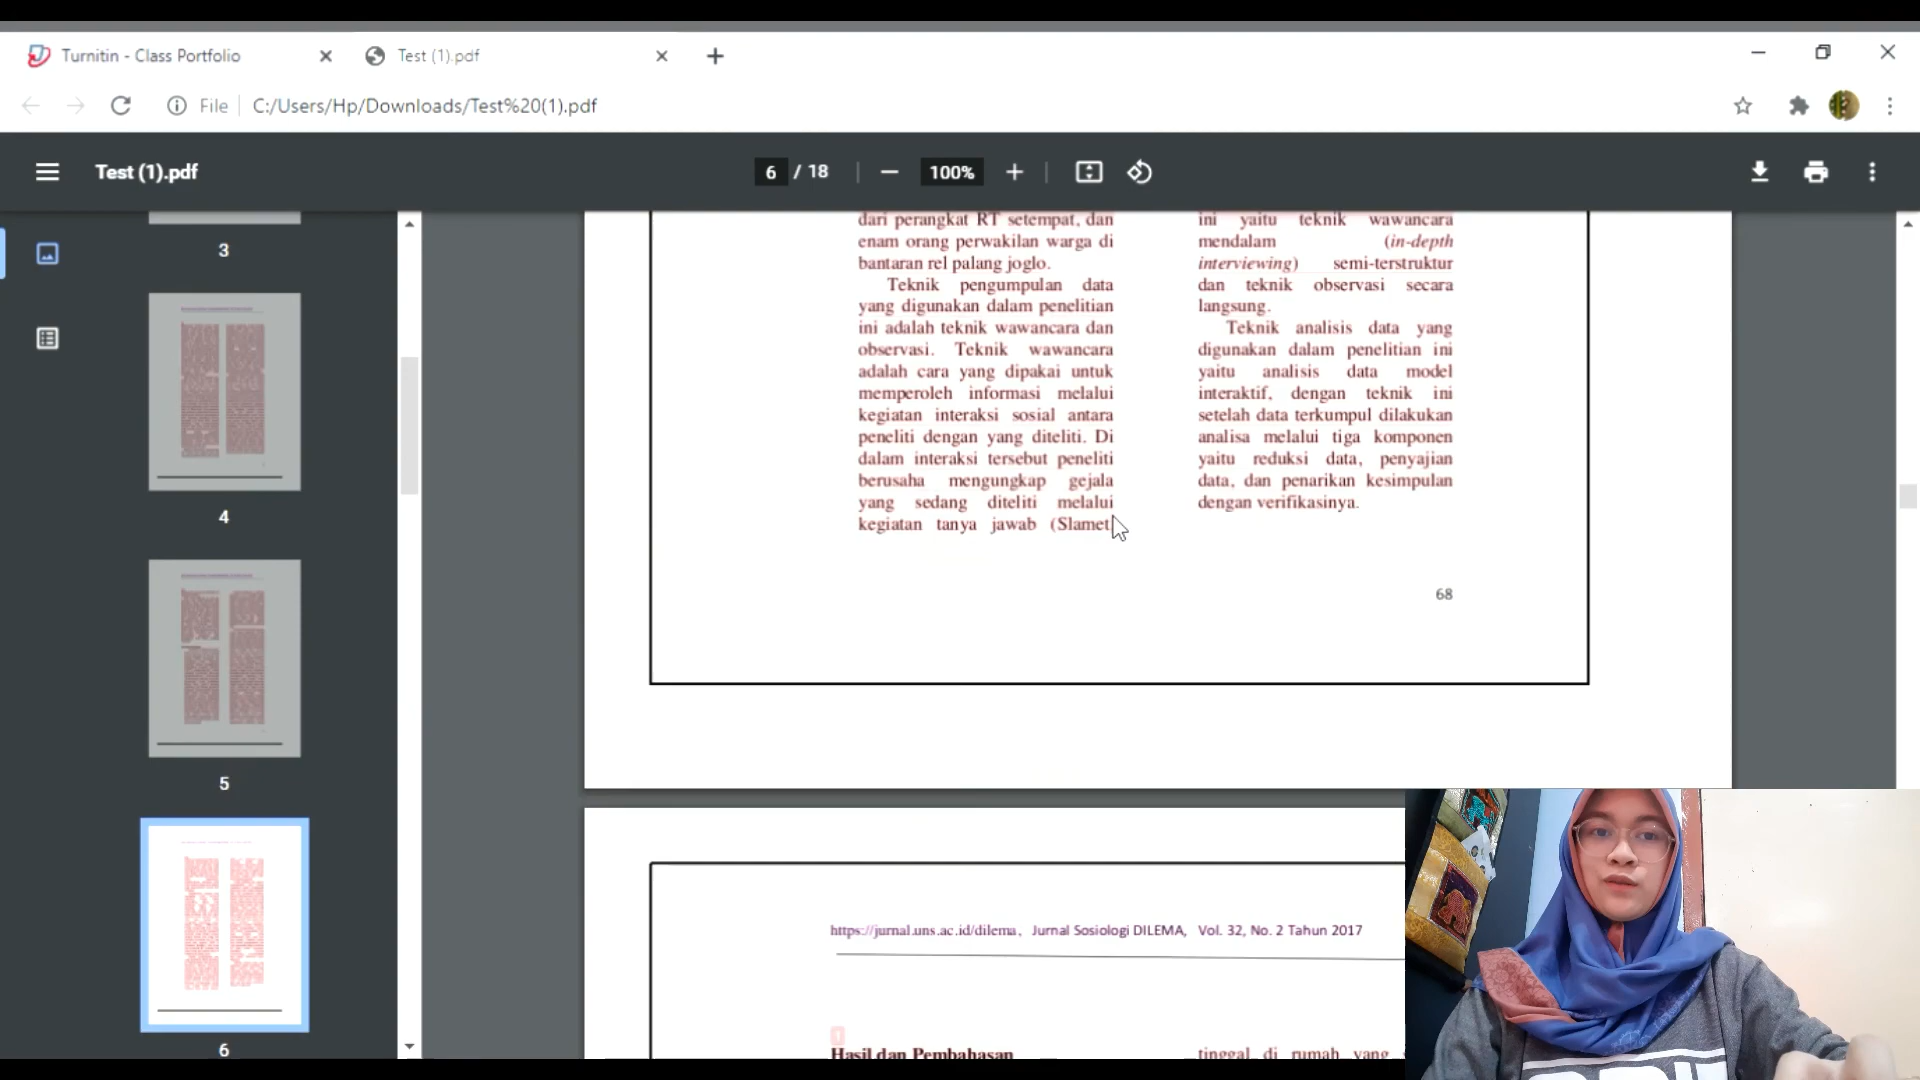 Turnitin - Class Portfolio
Test (1).pdf
File
C:/Users/Hp/Downloads/Test%20(1).pdf
Test (1).pdf
6 / 18
100%
3
4
5
6
dari perangkat RT setempat, dan
enam orang perwakilan warga di
bantaran rel palang joglo.
Teknik pengumpulan data
yang digunakan dalam penelitian
ini adalah teknik wawancara dan
observasi. Teknik wawancara
adalah cara yang dipakai untuk
memperoleh informasi melalui
kegiatan interaksi sosial antara
peneliti dengan yang diteliti. Di
dalam interaksi tersebut peneliti
berusaha mengungkap gejala
yang sedang diteliti melalui
kegiatan tanya jawab (Slamet
ini yaitu teknik wawancara
mendalam (in-depth
interviewing) semi-terstruktur
dan teknik observasi secara
langsung.
Teknik analisis data yang
digunakan dalam penelitian ini
yaitu analisis data model
interaktif, dengan teknik ini
setelah data terkumpul dilakukan
analisa melalui tiga komponen
yaitu reduksi data, penyajian
data, dan penarikan kesimpulan
dengan verifikasinya.
68
https://jurnal.uns.ac.id/dilema, Jurnal Sosiologi DILEMA, Vol. 32, No. 2 Tahun 2017
1
Hasil dan Pembahasan
tinggal di rumah yang